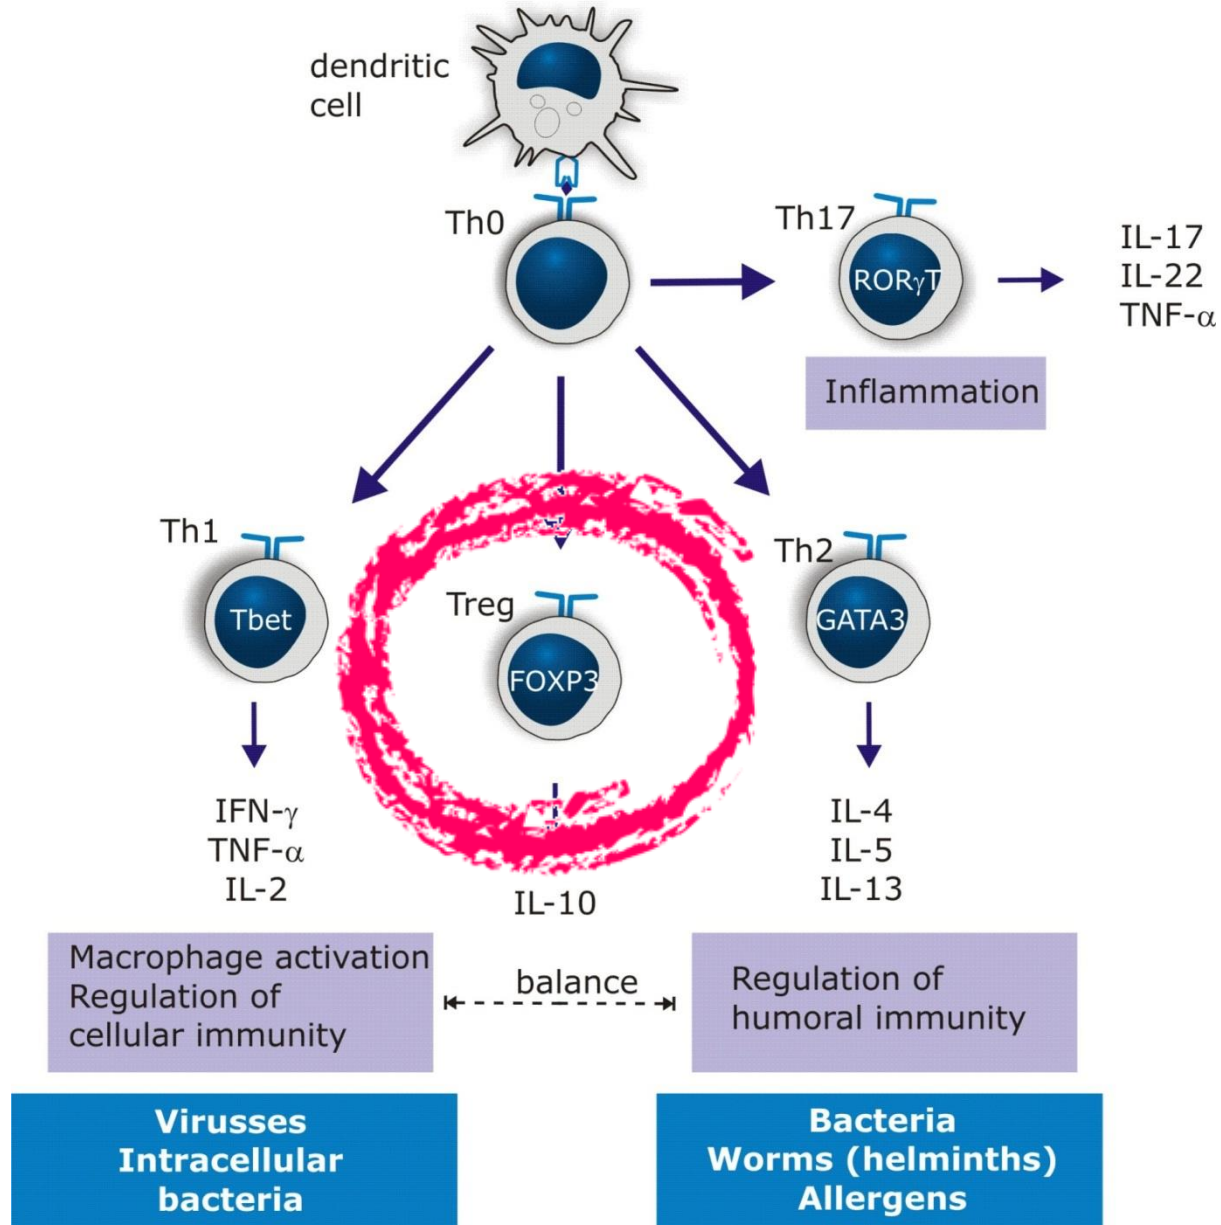 dendritic
cell
Th0
Th17
RORγT
IL-17
IL-22
TNF-α
Inflammation
Th1
Tbet
Treg
FOXP3
Th2
GATA3
IFN-γ
TNF-α
IL-2
IL-10
IL-4
IL-5
IL-13
Macrophage activation
Regulation of
cellular immunity
balance
Regulation of
humoral immunity
Virusses
Intracellular
bacteria
Bacteria
Worms (helminths)
Allergens